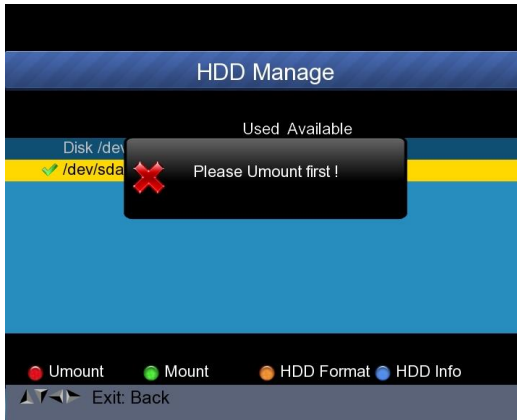 HDD Manage
Used Available
Disk /dev
/dev/sda
Please Umount first !
Umount Mount HDD Format HDD Info
Exit: Back